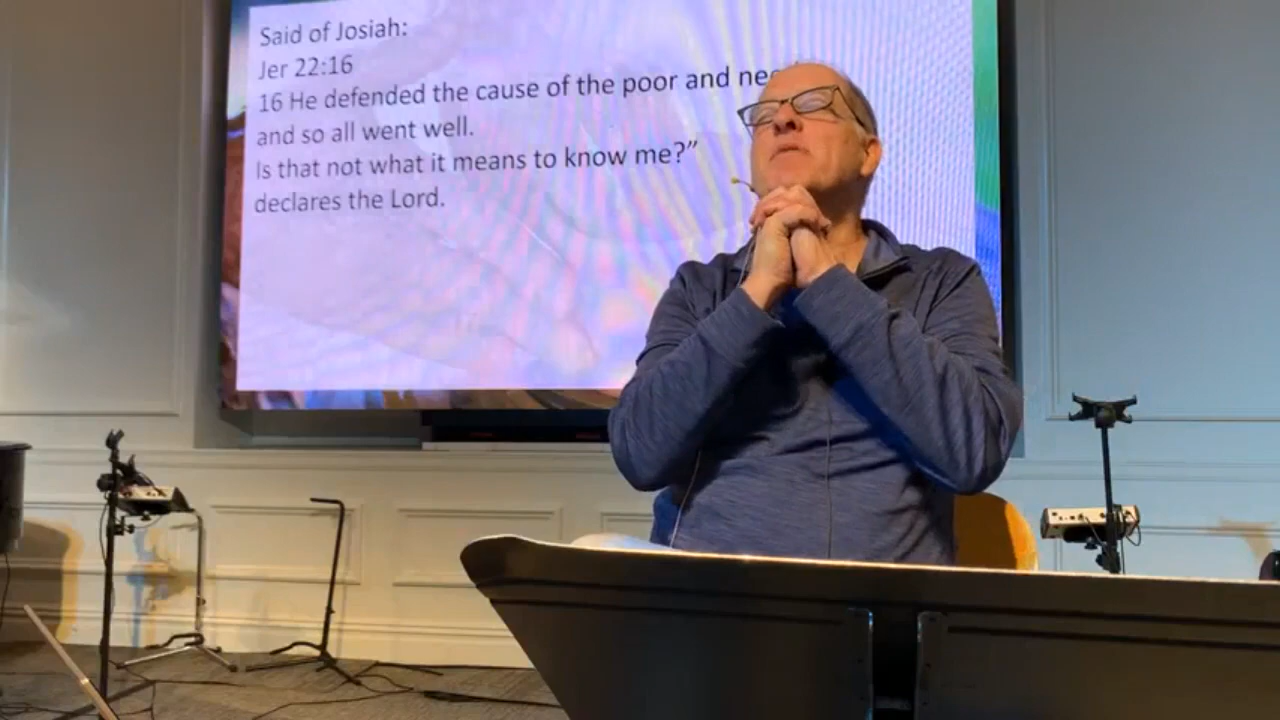 Said of Josiah:
Jer 22:16
16 He defended the cause of the poor and
and so all went well.
Is that not what it means to know me?”
declares the Lord.